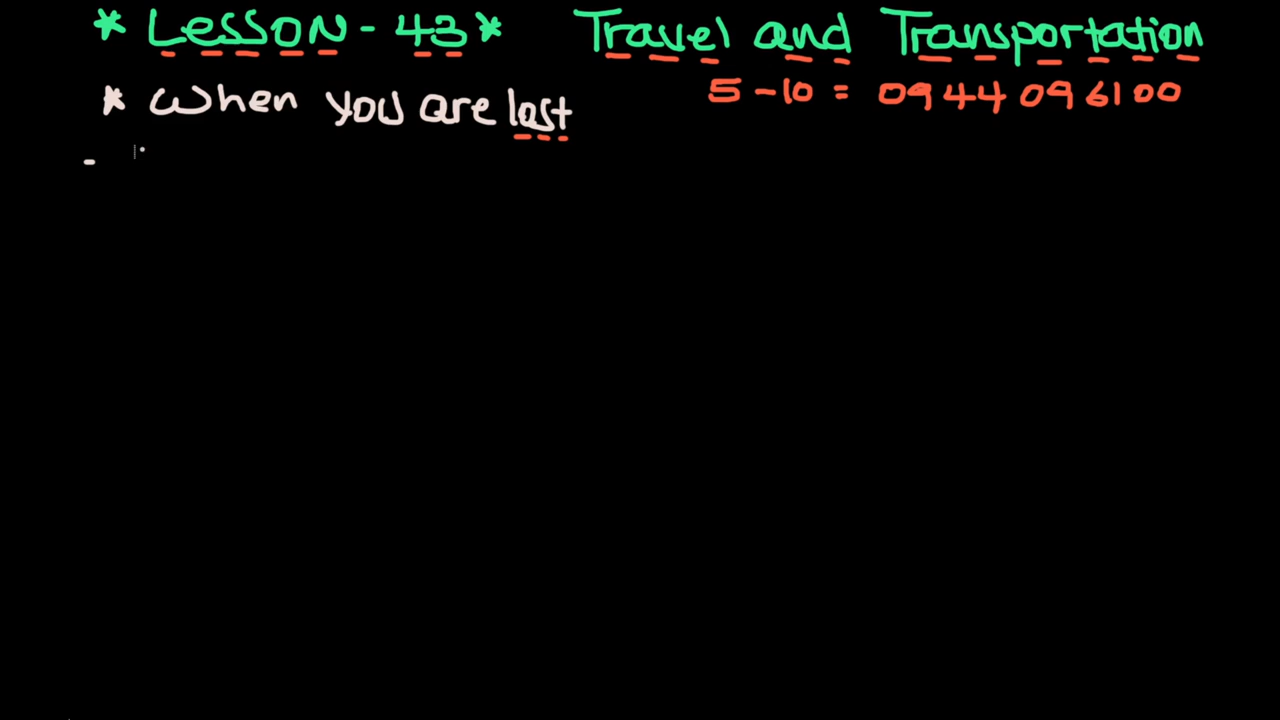 * Lesson - 43 * Travel and Transportation
5 - 10 = 0944096100
* When you are lost
-